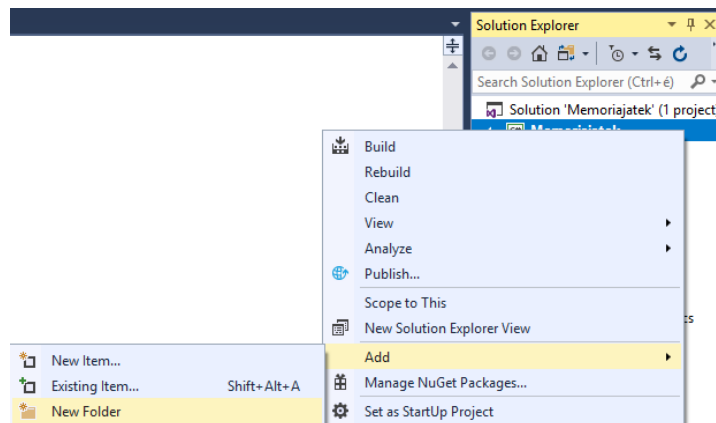 Solution Explorer
Search Solution Explorer (Ctrl+é)
Solution 'Memoriajatek' (1 project
Memoriajatek
Build
Rebuild
Clean
View
Analyze
Publish...
Scope to This
New Solution Explorer View
Add
Manage NuGet Packages...
Set as StartUp Project
New Item...
Existing Item... Shift+Alt+A
New Folder